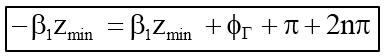 −β₁z_min = β₁z_min + ϕ_Γ + π + 2nπ